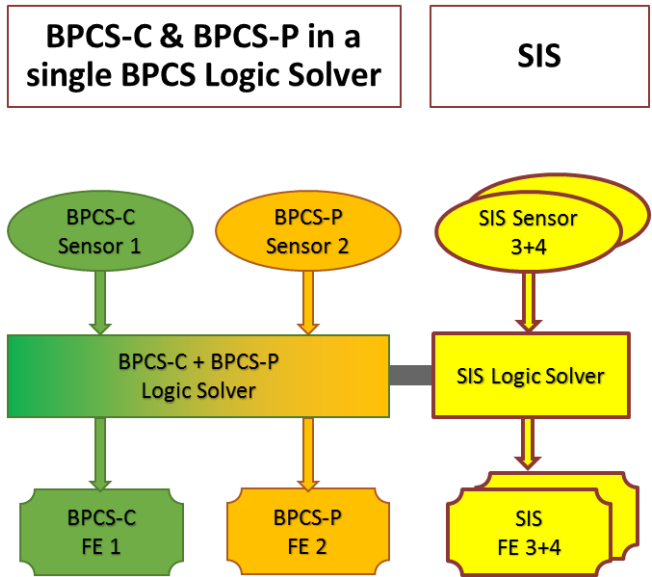 BPCS-C & BPCS-P in a
single BPCS Logic Solver
SIS
BPCS-C
Sensor 1
BPCS-P
Sensor 2
SIS Sensor
3+4
BPCS-C + BPCS-P
Logic Solver
SIS Logic Solver
BPCS-C
FE 1
BPCS-P
FE 2
SIS
FE 3+4